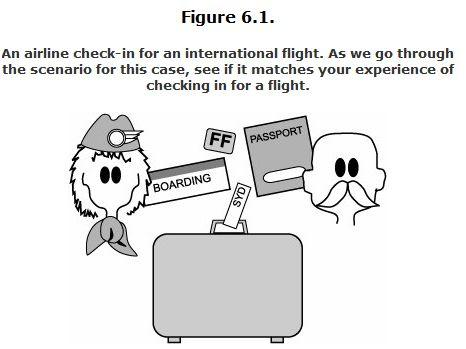 Figure 6.1.
An airline check-in for an international flight. As we go through
the scenario for this case, see if it matches your experience of
checking in for a flight.
FF
PASSPORT
BOARDING
SYD